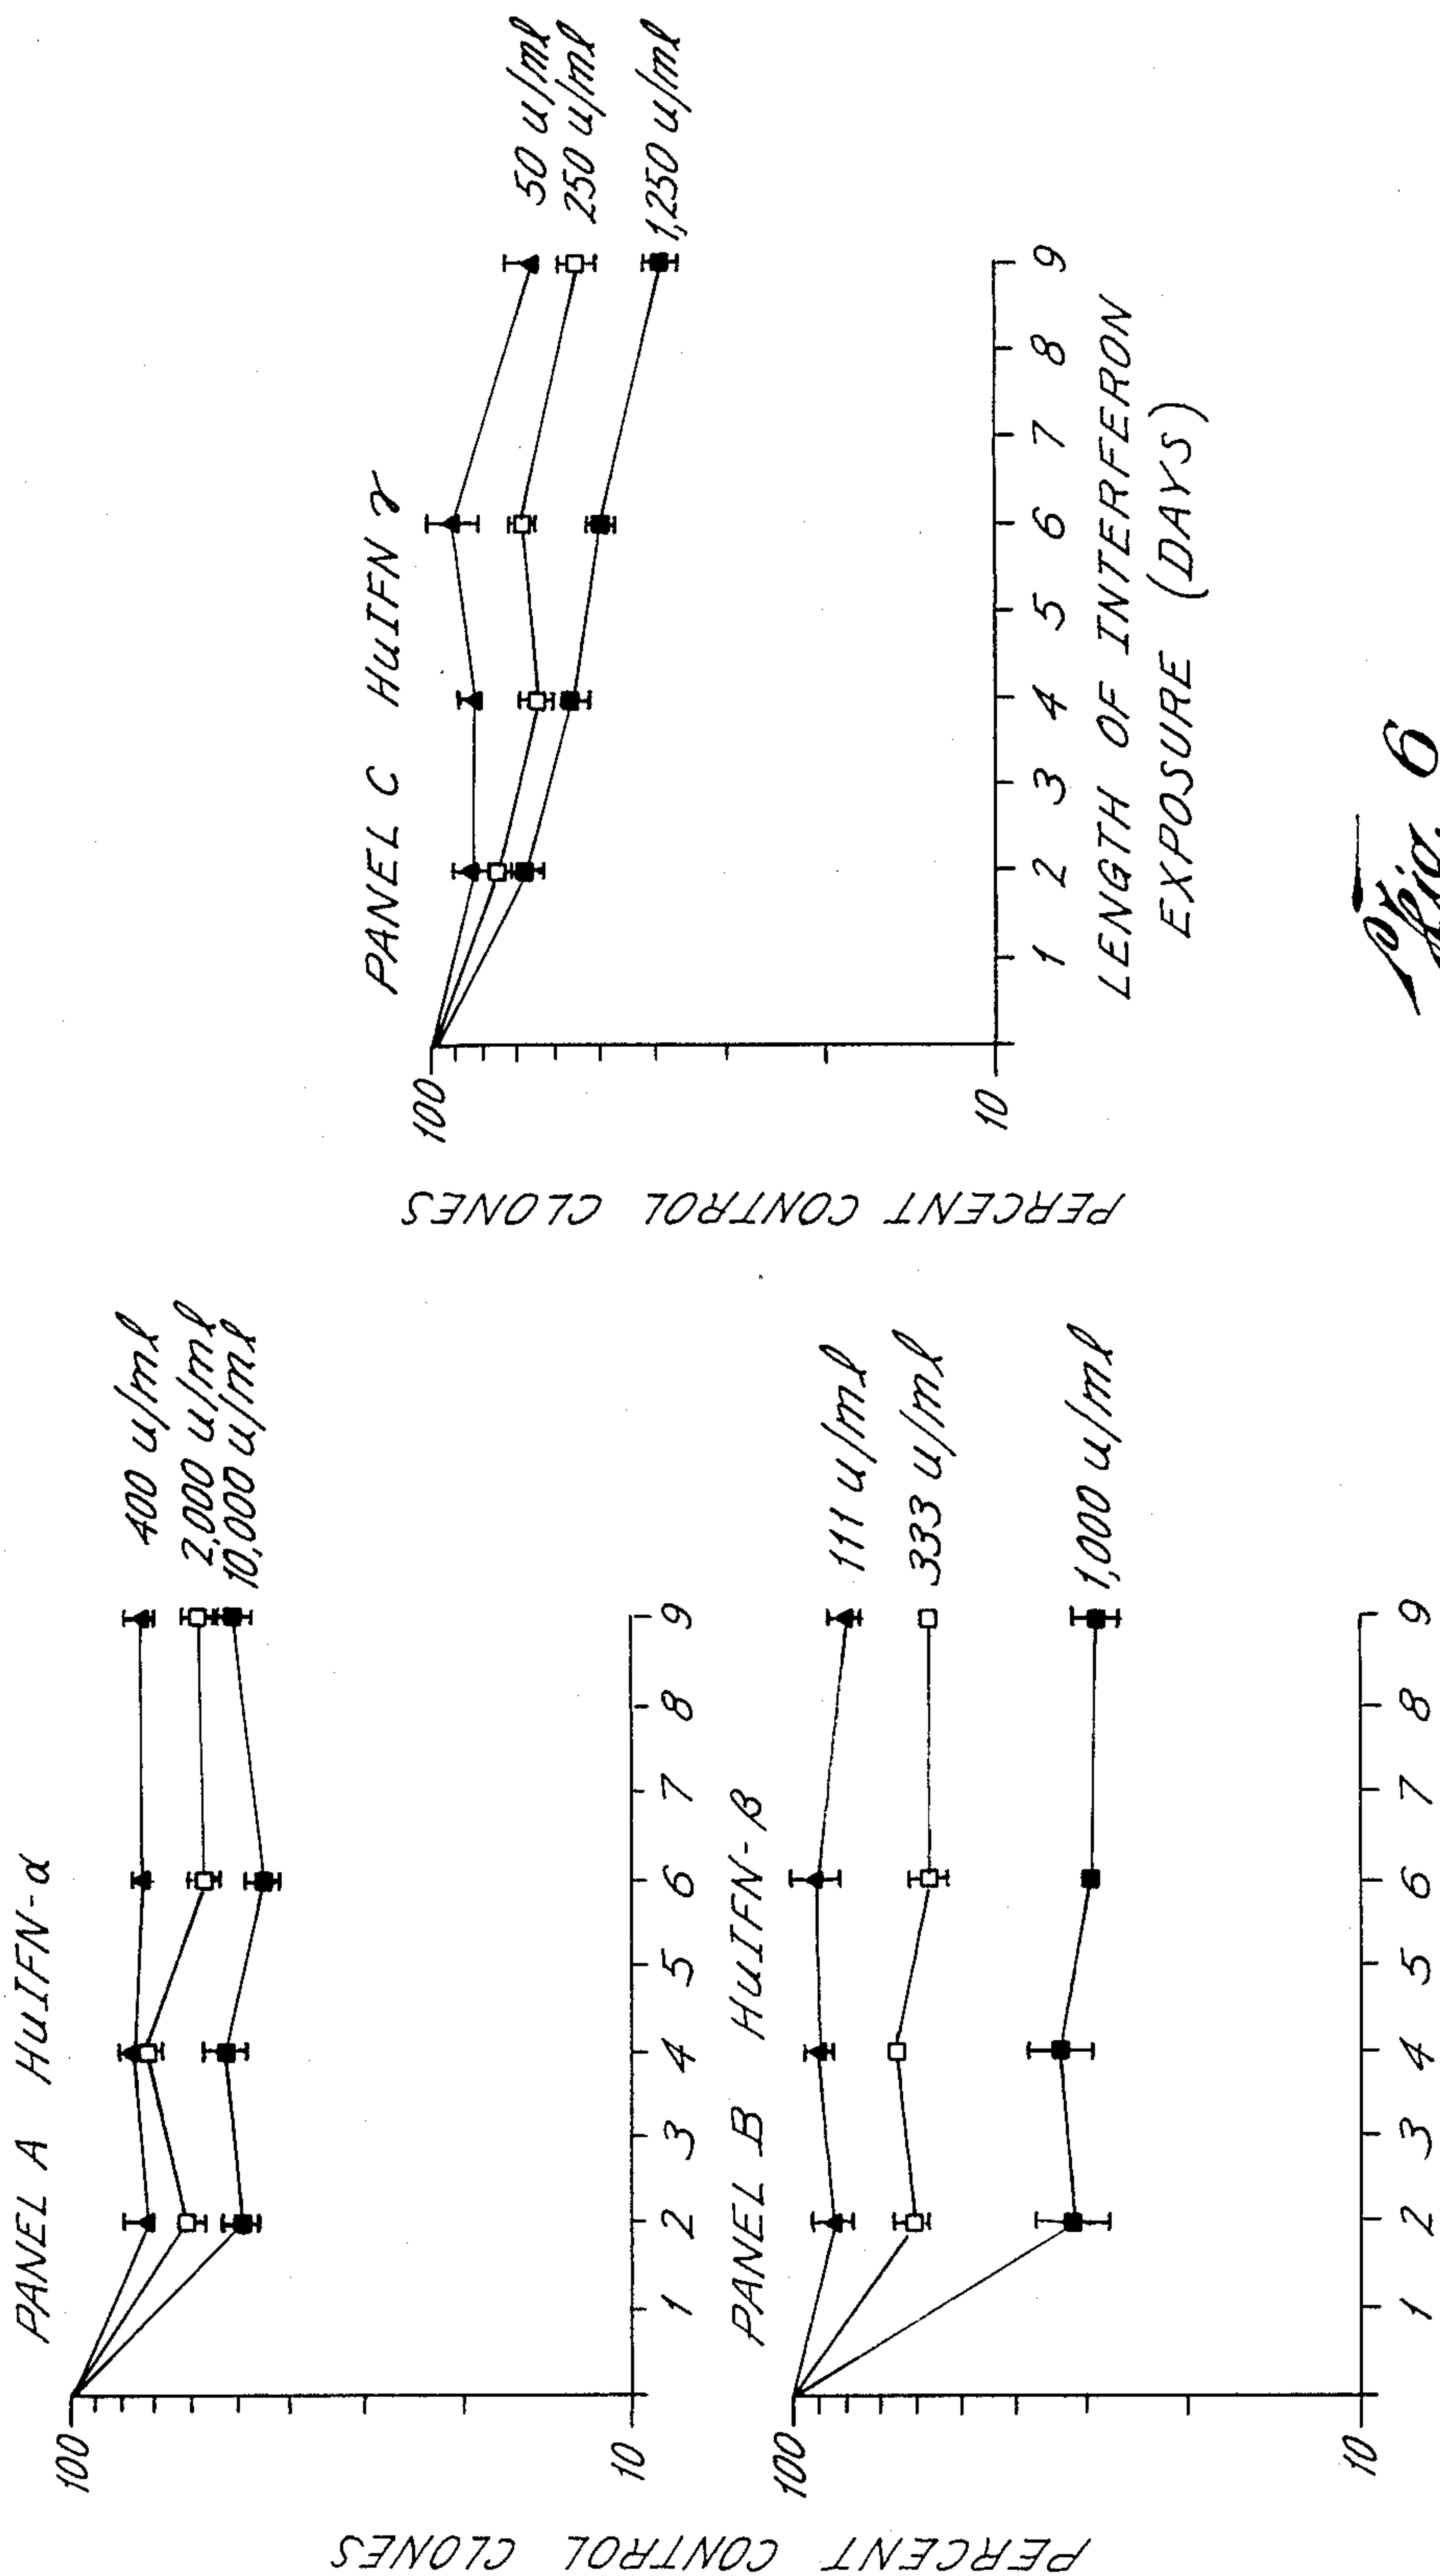 PANEL A HuIFN-α
100
10
1 2 3 4 5 6 7 8 9
400 u/ml
2,000 u/ml
10,000 u/ml
PANEL B HuIFN-β
100
10
1 2 3 4 5 6 7 8 9
111 u/ml
333 u/ml
1,000 u/ml
PERCENT CONTROL CLONES
PANEL C HuIFN γ
100
10
1 2 3 4 5 6 7 8 9
50 u/ml
250 u/ml
1,250 u/ml
PERCENT CONTROL CLONES
LENGTH OF INTERFERON
EXPOSURE (DAYS)
Fig. 6